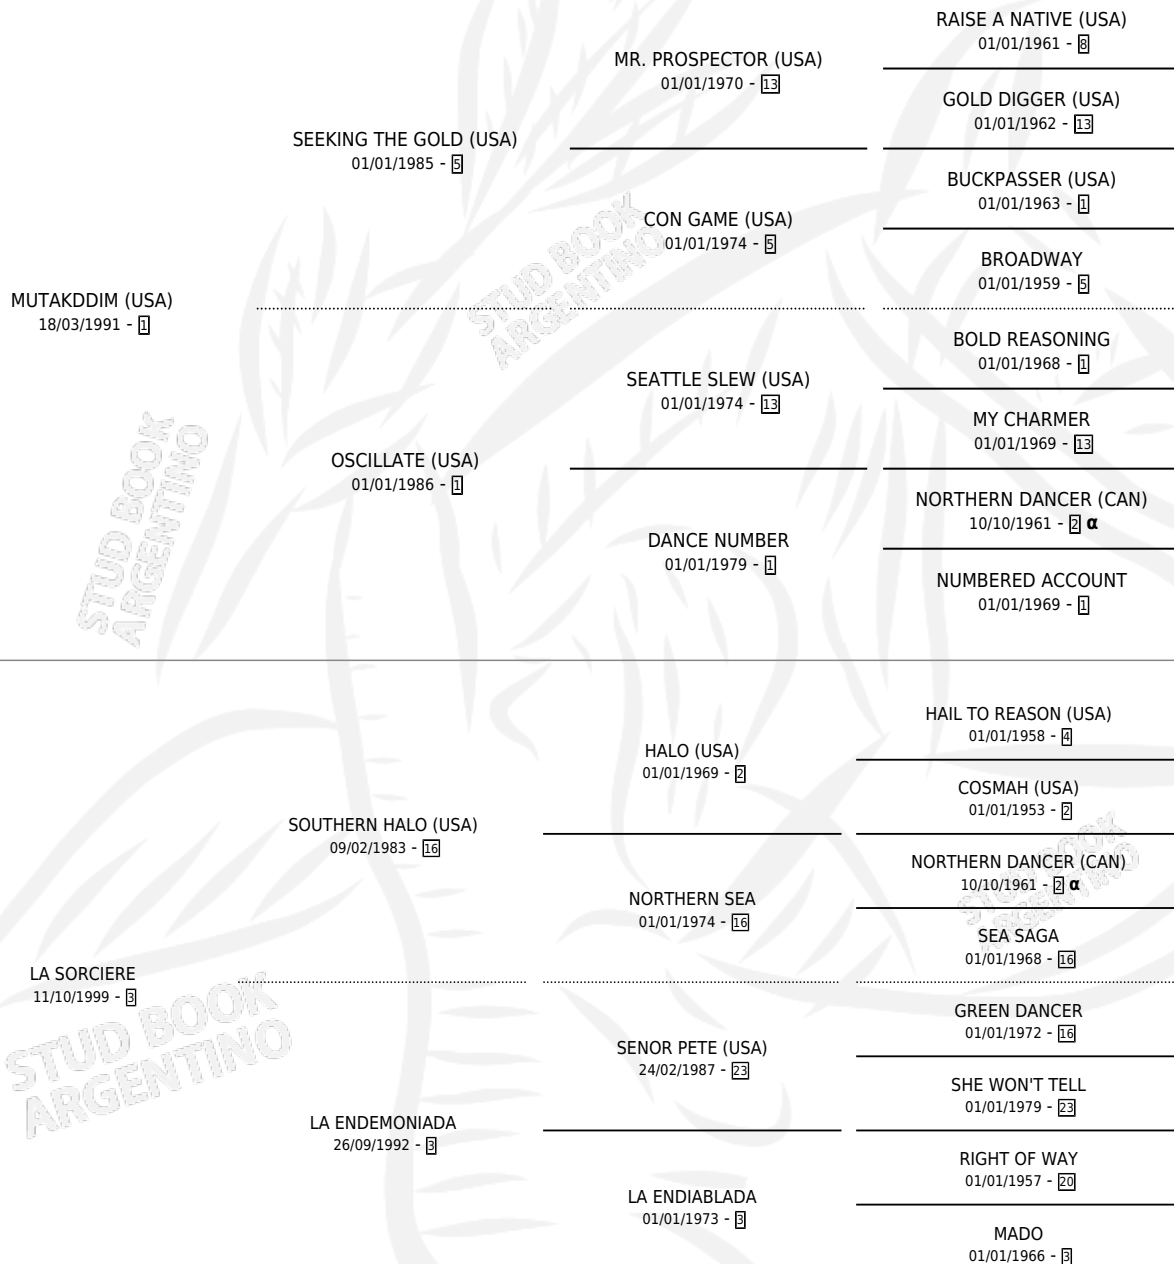 RAISE A NATIVE (USA)
01/01/1961 - 8
MR. PROSPECTOR (USA)
01/01/1970 - 13
GOLD DIGGER (USA)
01/01/1962 - 13
SEEKING THE GOLD (USA)
01/01/1985 - 5
BUCKPASSER (USA)
01/01/1963 - 1
CON GAME (USA)
01/01/1974 - 5
BROADWAY
01/01/1959 - 5
MUTAKDDIM (USA)
18/03/1991 - 1
STUD BOOK
ARGENTINO
BOLD REASONING
01/01/1968 - 1
SEATTLE SLEW (USA)
01/01/1974 - 13
MY CHARMER
01/01/1969 - 13
OSCILLATE (USA)
01/01/1986 - 1
NORTHERN DANCER (CAN)
10/10/1961 - 2 α
DANCE NUMBER
01/01/1979 - 1
NUMBERED ACCOUNT
01/01/1969 - 1
STUD BOOK
ARGENTINO
HAIL TO REASON (USA)
01/01/1958 - 4
HALO (USA)
01/01/1969 - 2
COSMAH (USA)
01/01/1953 - 2
SOUTHERN HALO (USA)
09/02/1983 - 16
NORTHERN DANCER (CAN)
10/10/1961 - 2 α
STUD BOOK
ARGENTINO
NORTHERN SEA
01/01/1974 - 16
SEA SAGA
01/01/1968 - 16
LA SORCIERE
11/10/1999 - 3
STUD BOOK
ARGENTINO
GREEN DANCER
01/01/1972 - 16
SENOR PETE (USA)
24/02/1987 - 23
SHE WON'T TELL
01/01/1979 - 23
LA ENDEMONIADA
26/09/1992 - 3
RIGHT OF WAY
01/01/1957 - 20
LA ENDIABLADA
01/01/1973 - 3
MADO
01/01/1966 - 3